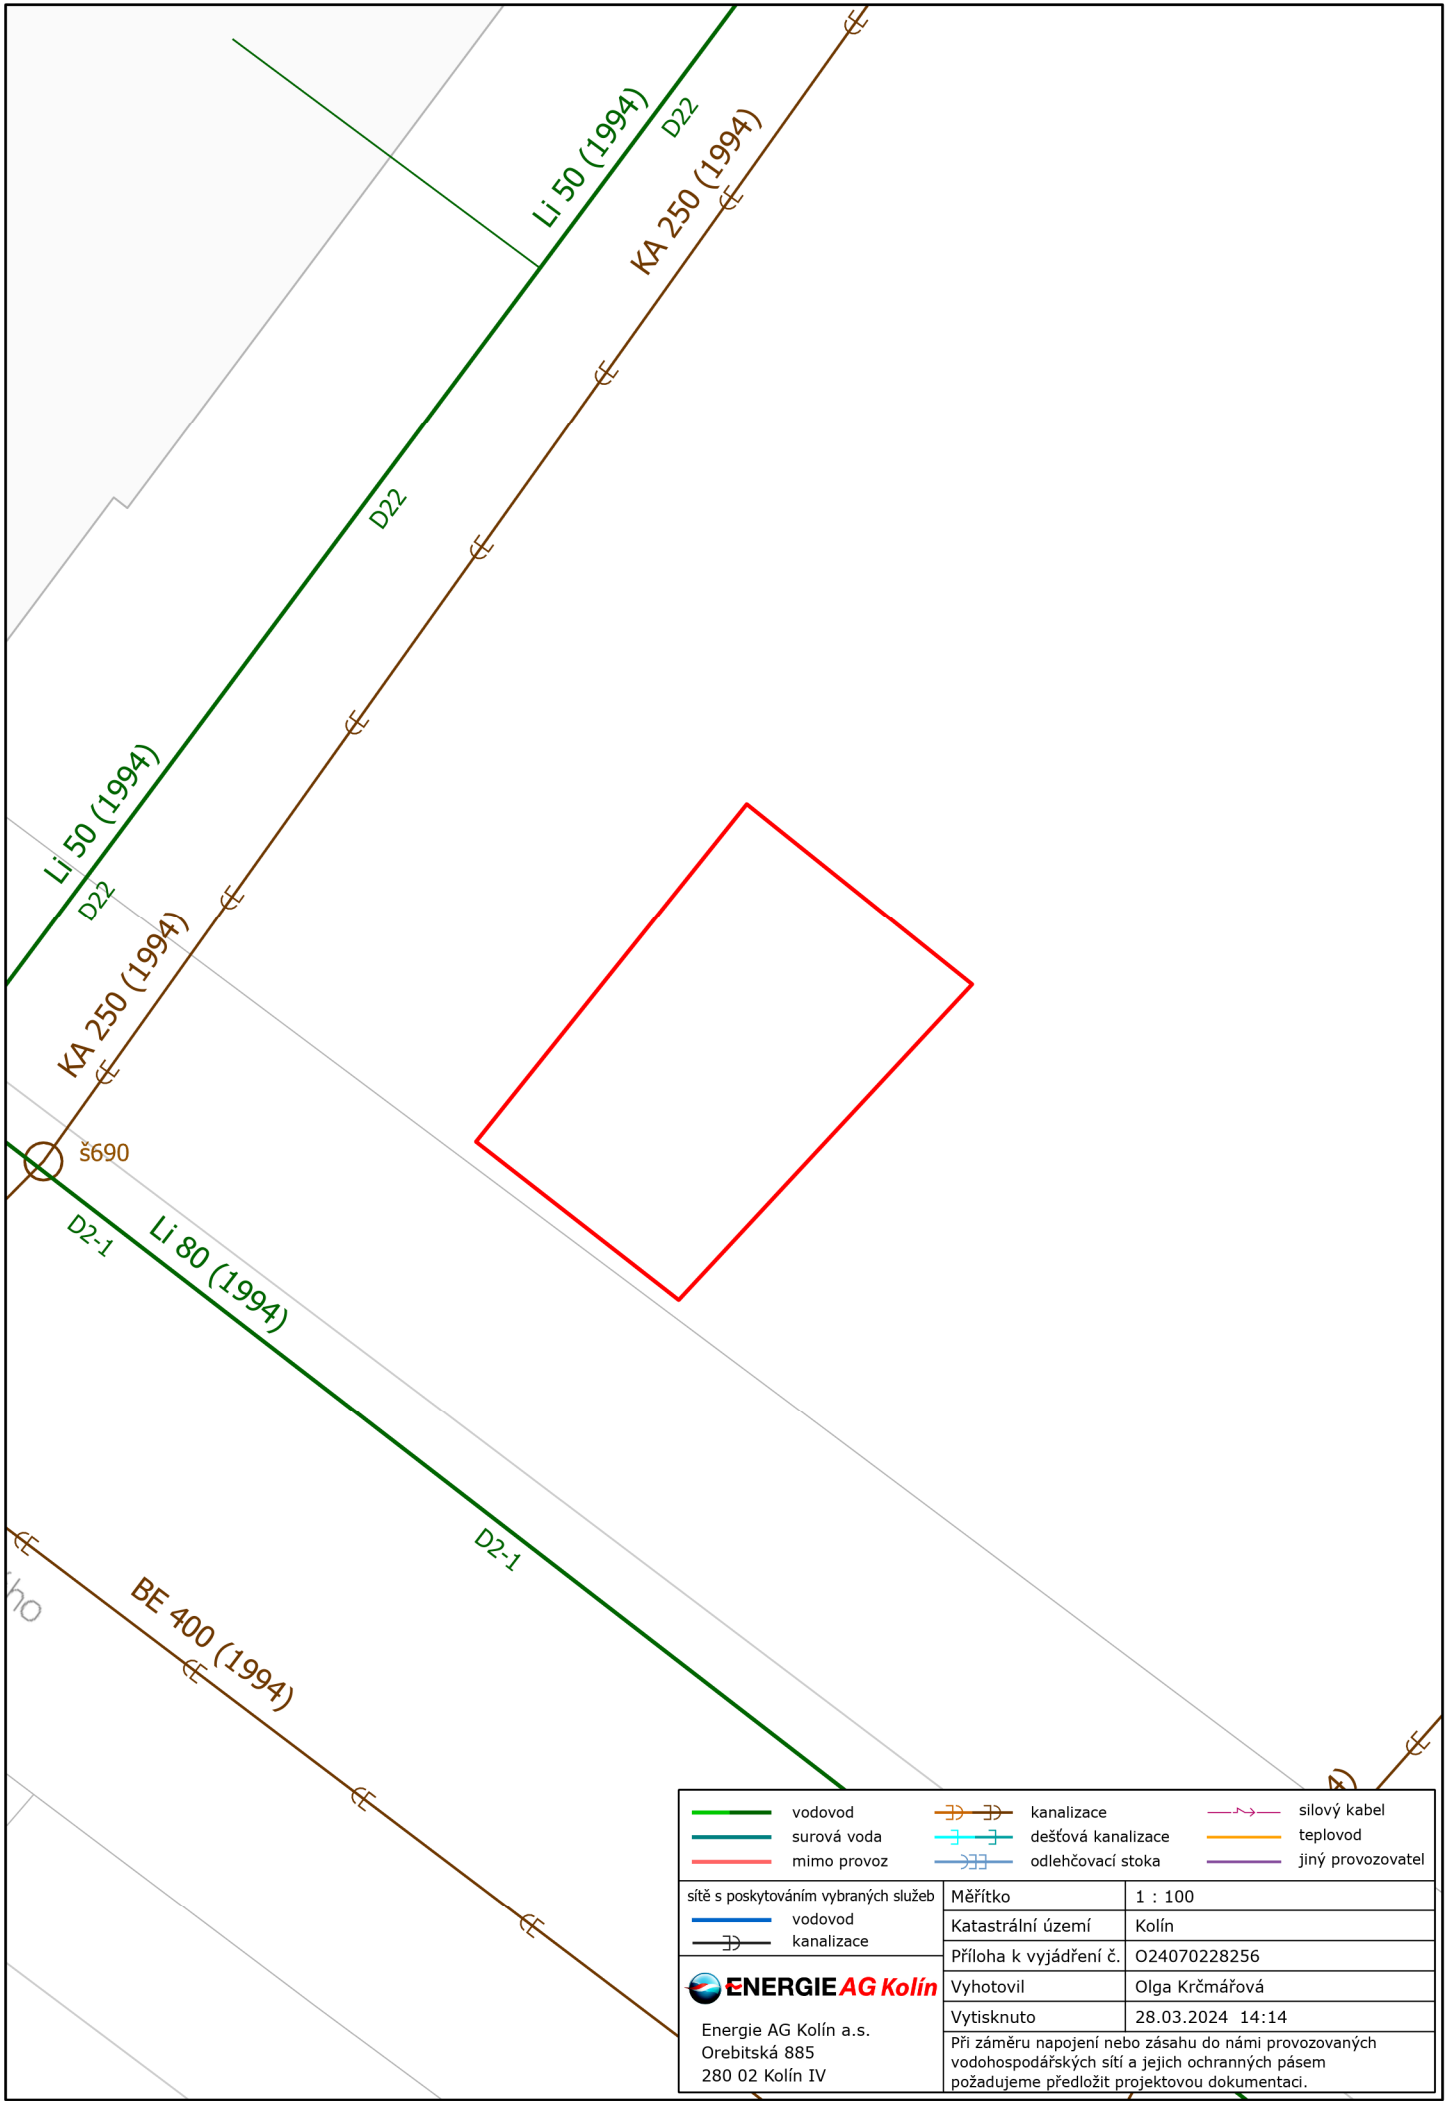 Li 50 (1994)
D22
KA 250 (1994)
D22
Li 50 (1994)
D22
KA 250 (1994)
š690
D2-1
Li 80 (1994)
D2-1
BE 400 (1994)
ho
4)
vodovod
surová voda
mimo provoz
kanalizace
dešťová kanalizace
odlehčovací stoka
silový kabel
teplovod
jiný provozovatel
sítě s poskytováním vybraných služeb
vodovod
kanalizace
ENERGIE AG Kolín
Energie AG Kolín a.s.
Orebitská 885
280 02 Kolín IV
Měřítko 1 : 100
Katastrální území Kolín
Příloha k vyjádření č. O24070228256
Vyhotovil Olga Krčmářová
Vytisknuto 28.03.2024 14:14
Při záměru napojení nebo zásahu do námi provozovaných
vodohospodářských sítí a jejich ochranných pásem
požadujeme předložit projektovou dokumentaci.